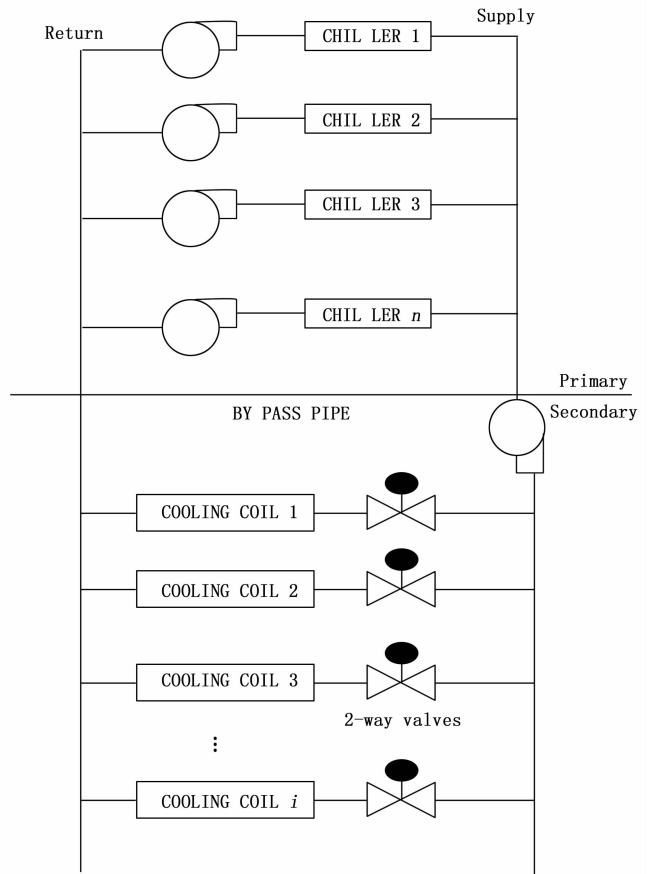 Return
Supply
CHIL LER 1
CHIL LER 2
CHIL LER 3
CHIL LER n
Primary
BY PASS PIPE
Secondary
COOLING COIL 1
COOLING COIL 2
COOLING COIL 3
2-way valves
⋮
COOLING COIL i